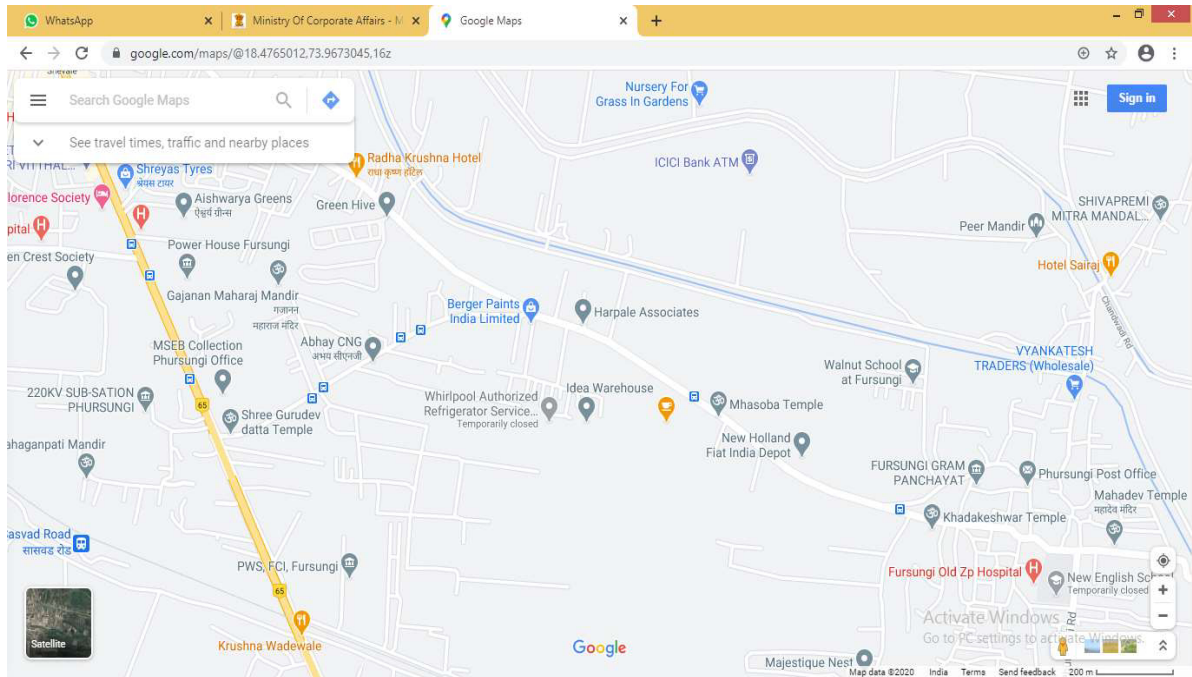 WhatsApp
Ministry Of Corporate Affairs - M
Google Maps
google.com/maps/@18.4765012,73.9673045,16z
Search Google Maps
Sign in
See travel times, traffic and nearby places
Nursery For
Grass In Gardens
ICICI Bank ATM
Radha Krushna Hotel
राधा कृष्ण हॉटेल
Shreyas Tyres
श्रेयस टायर
lorence Society
Aishwarya Greens
ऐश्वर्य ग्रीन्स
Green Hive
SHIVAPREMI
MITRA MANDAL...
Peer Mandir
pital
Power House Fursungi
en Crest Society
Hotel Sairaj
Chandwadi Rd
Gajanan Maharaj Mandir
गजानन
महाराज मंदिर
Berger Paints
India Limited
Harpale Associates
MSEB Collection
Phursungi Office
Abhay CNG
अभय सीएनजी
VYANKATESH
TRADERS (Wholesale)
Walnut School
at Fursungi
220KV SUB-SATION
PHURSUNGI
65
Whirlpool Authorized
Refrigerator Service...
Temporarily closed
Idea Warehouse
Mhasoba Temple
Shree Gurudev
datta Temple
New Holland
Fiat India Depot
ahaganpati Mandir
FURSUNGI GRAM
PANCHAYAT
Phursungi Post Office
Mahadev Temple
महादेव मंदिर
Khadakeshwar Temple
asvad Road
सासवड रोड
PWS, FCI, Fursungi
65
Fursungi Old Zp Hospital
New English School
Temporarily closed
Krushna Wadewale
Satellite
Google
Majestique Nest
Activate Windows
Go to PC settings to activate Windows.
Rd
Map data ©2020 India Terms Send feedback 200 m